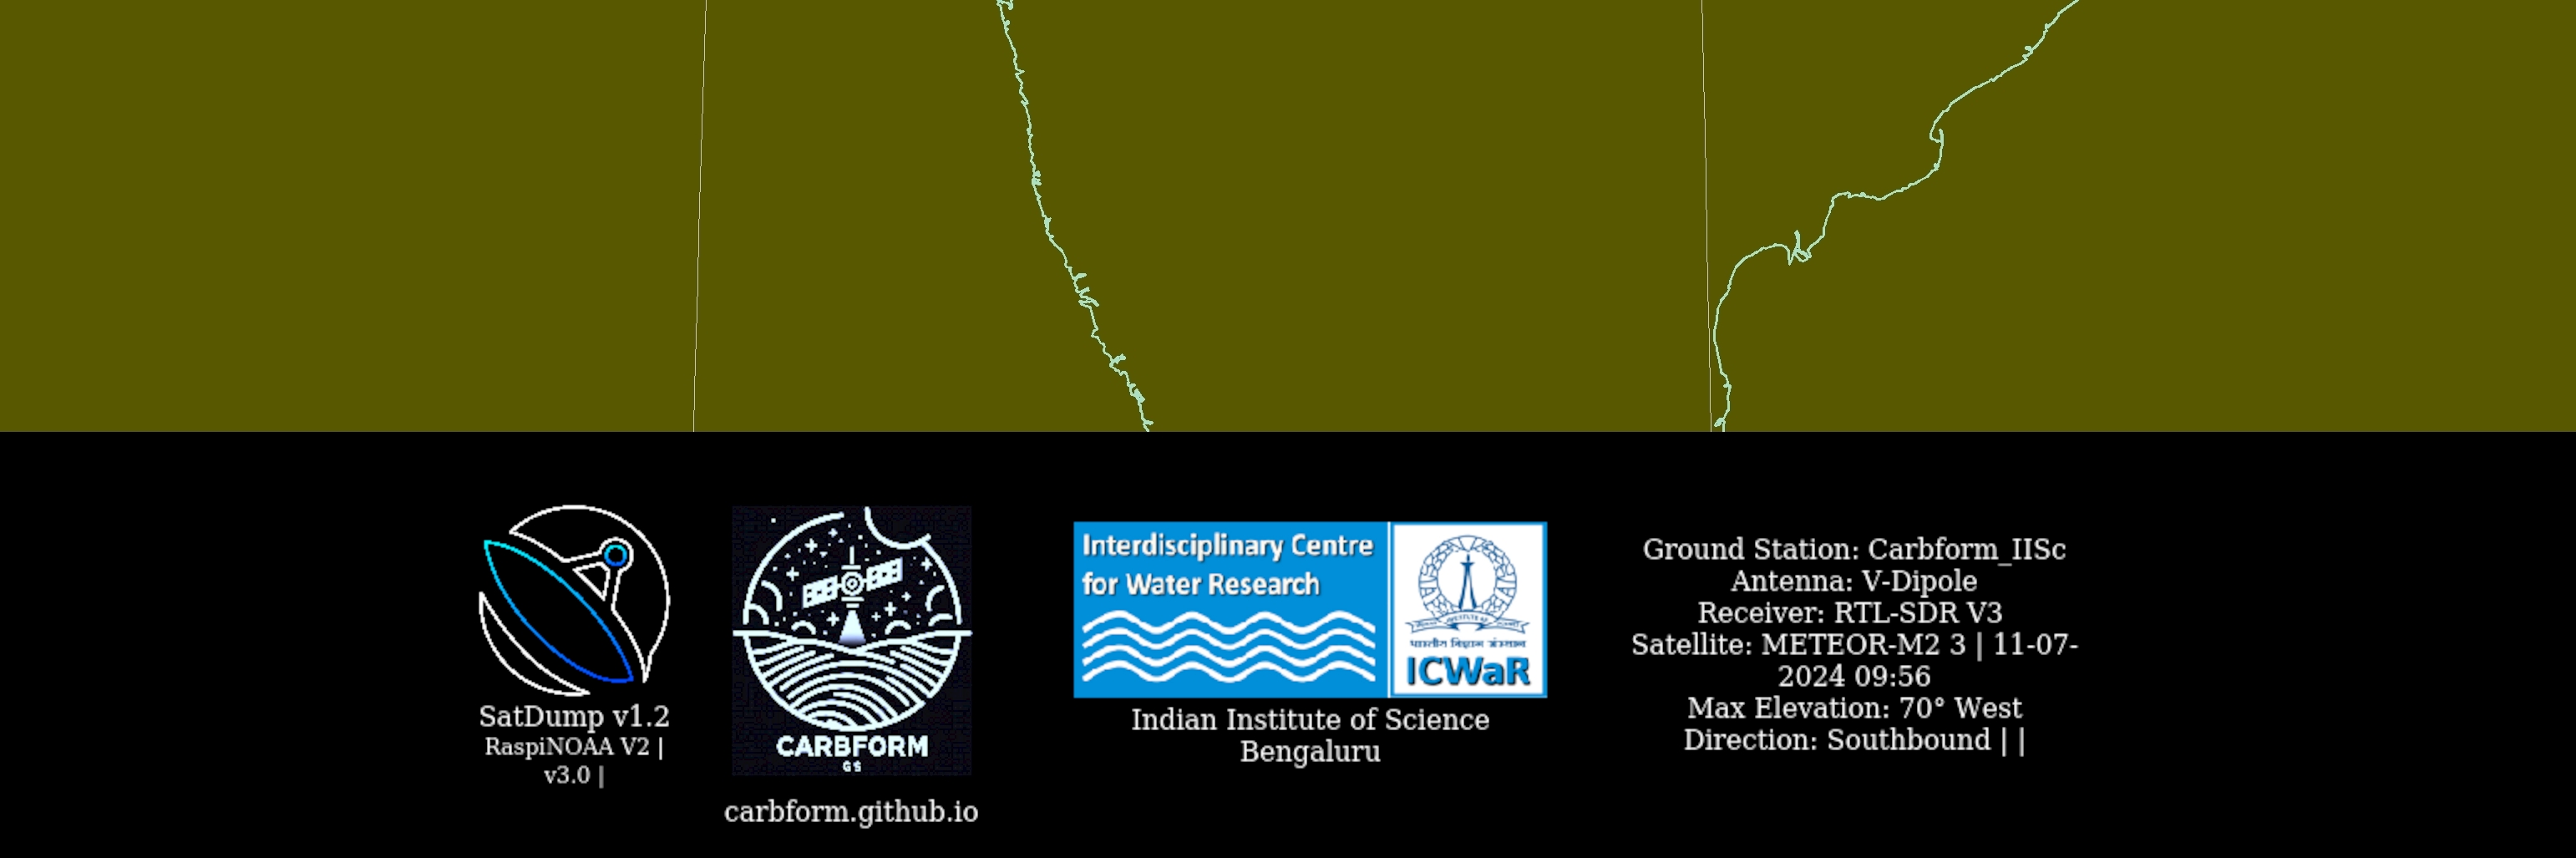 SatDump v1.2
RaspiNOAA V2 |
v3.0 |
CARBFORM
GS
carbform.github.io
Interdisciplinary Centre
for Water Research
भारतीय विज्ञान संस्थान
ICWaR
Indian Institute of Science
Bengaluru
Ground Station: Carbform_IISc
Antenna: V-Dipole
Receiver: RTL-SDR V3
Satellite: METEOR-M2 3 | 11-07-
2024 09:56
Max Elevation: 70° West
Direction: Southbound | |